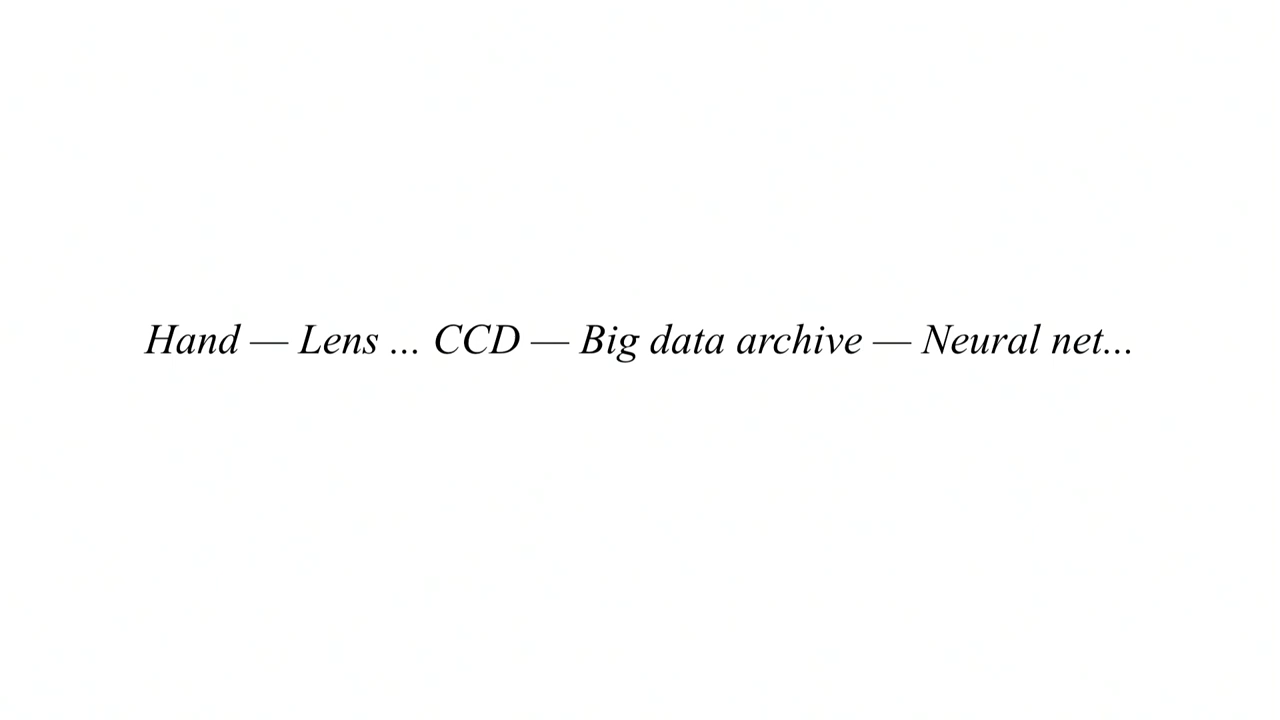 Hand — Lens ... CCD — Big data archive — Neural net...